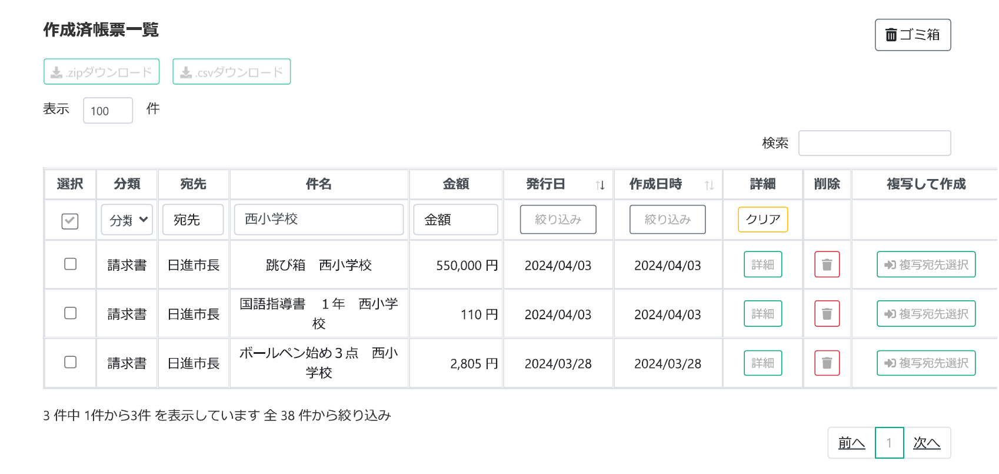 作成済帳票一覧
ゴミ箱
.zipダウンロード .csvダウンロード
表示 100 件
検索
選択 分類 宛先 件名 金額 発行日 作成日時 詳細 削除 複写して作成
分類 宛先 西小学校 金額 絞り込み 絞り込み クリア
請求書 日進市長 跳び箱　西小学校 550,000 円 2024/04/03 2024/04/03 詳細 複写宛先選択
請求書 日進市長 国語指導書　１年　西小学 110 円 2024/04/03 2024/04/03 詳細 複写宛先選択
校
請求書 日進市長 ボールペン始め３点　西小 2,805 円 2024/03/28 2024/03/28 詳細 複写宛先選択
学校
3 件中 1件から3件 を表示しています 全 38 件から絞り込み
前へ 1 次へ